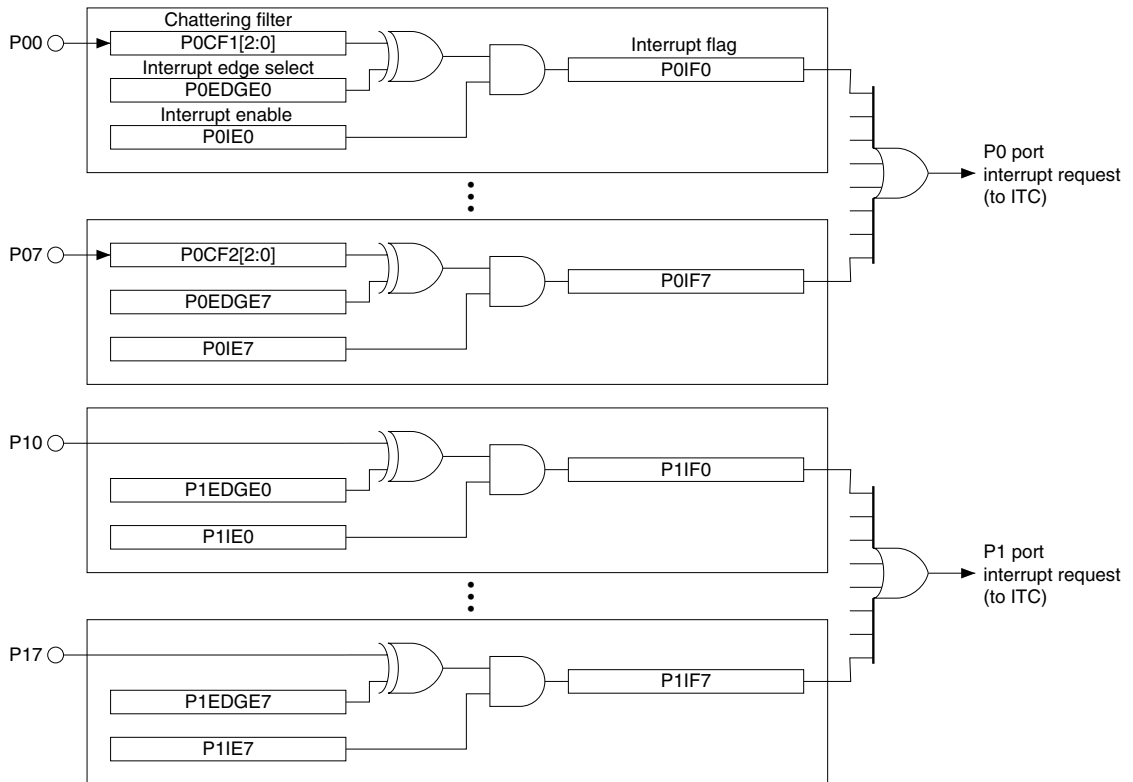 Chattering filter
P00
P0CF1[2:0]
Interrupt edge select
P0EDGE0
Interrupt enable
P0IE0
Interrupt flag
P0IF0
P0 port
interrupt request
(to ITC)
P07
P0CF2[2:0]
P0EDGE7
P0IE7
P0IF7
P10
P1EDGE0
P1IE0
P1IF0
P1 port
interrupt request
(to ITC)
P17
P1EDGE7
P1IE7
P1IF7